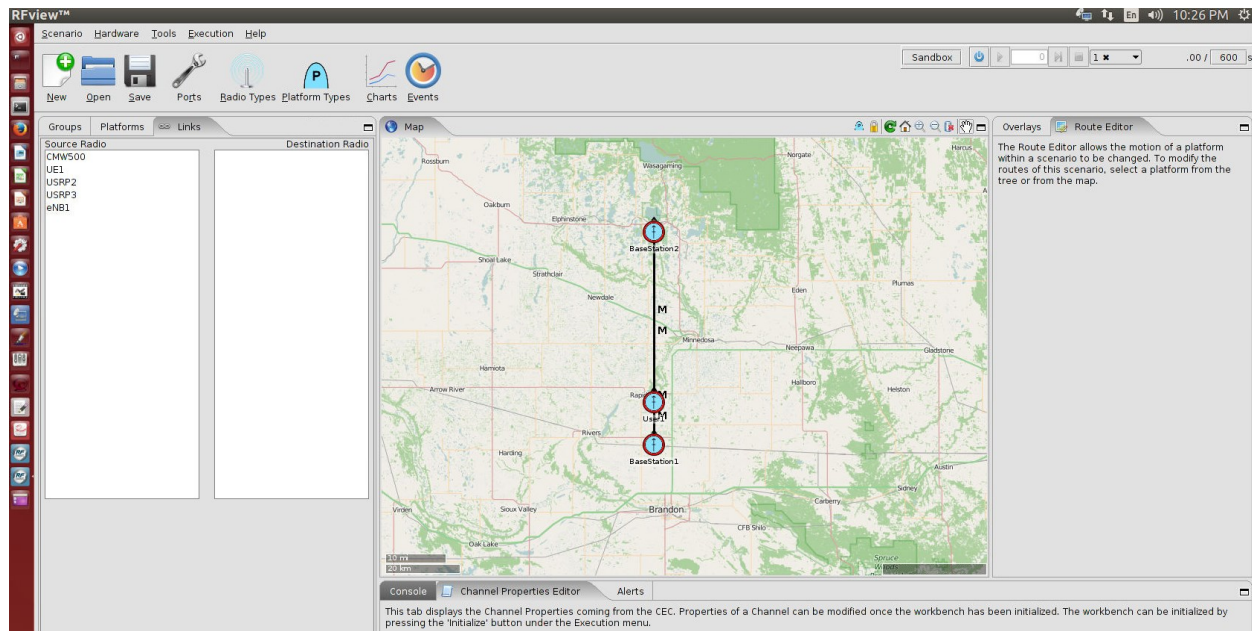 RFview™
En
10:26 PM
Scenario Hardware Tools Execution Help
New Open Save Ports Radio Types Platform Types Charts Events
P
Sandbox
0
1 x
.00 / 600 s
Groups Platforms Links
Source Radio Destination Radio
CMW500
UE1
USRP2
USRP3
eNB1
Map
Rossburn
Wasagaming
Norgate
Harcus
Oakburn
Elphinstone
BaseStation2
Shoal Lake
Strathclair
Eden
Plumas
Newdale
M
M
Minnedosa
Neepawa
Gladstone
Hamiota
Hallboro
Helston
Arrow River
M
User1
M
Rivers
BaseStation1
Harding
Austin
Sidney
Carberry
Virden
Sioux Valley
Brandon
CFB Shilo
Oak Lake
Spruce
Woods
10 mi
20 km
Overlays Route Editor
The Route Editor allows the motion of a platform
within a scenario to be changed. To modify the
routes of this scenario, select a platform from the
tree or from the map.
Console Channel Properties Editor Alerts
This tab displays the Channel Properties coming from the CEC. Properties of a Channel can be modified once the workbench has been initialized. The workbench can be initialized by
pressing the 'Initialize' button under the Execution menu.